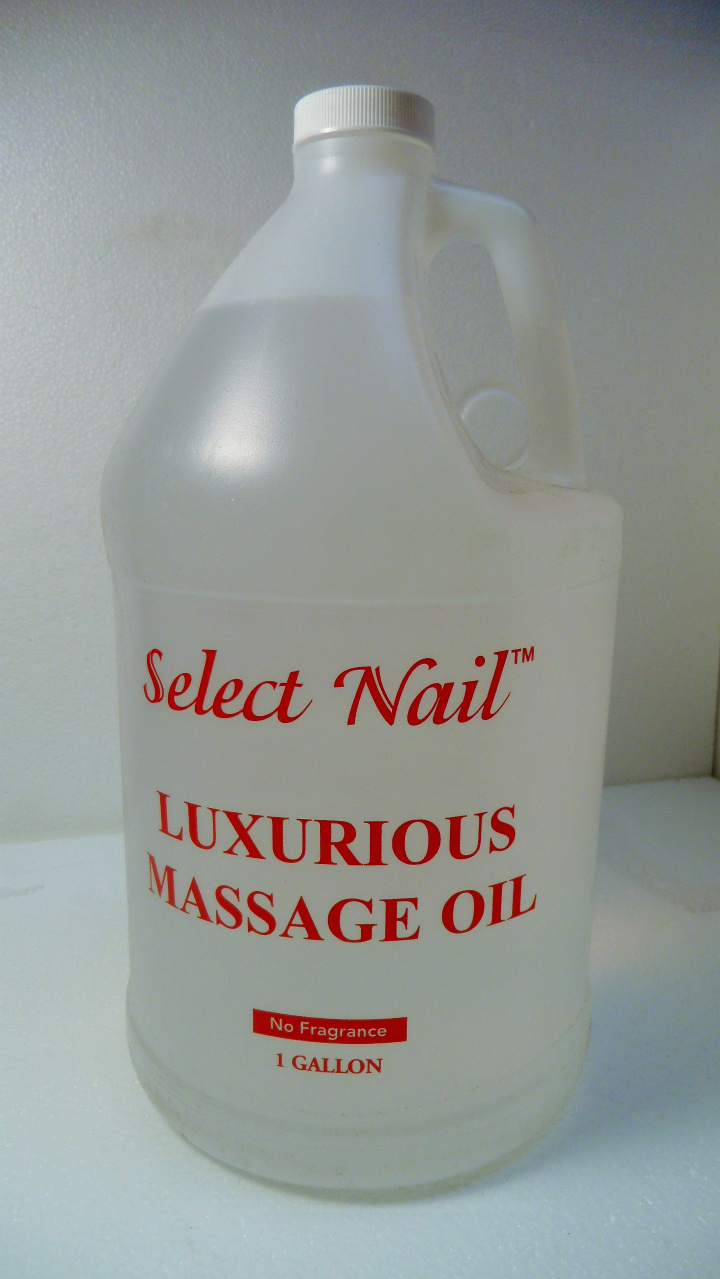 Select Nail™
LUXURIOUS
MASSAGE OIL
No Fragrance
1 GALLON